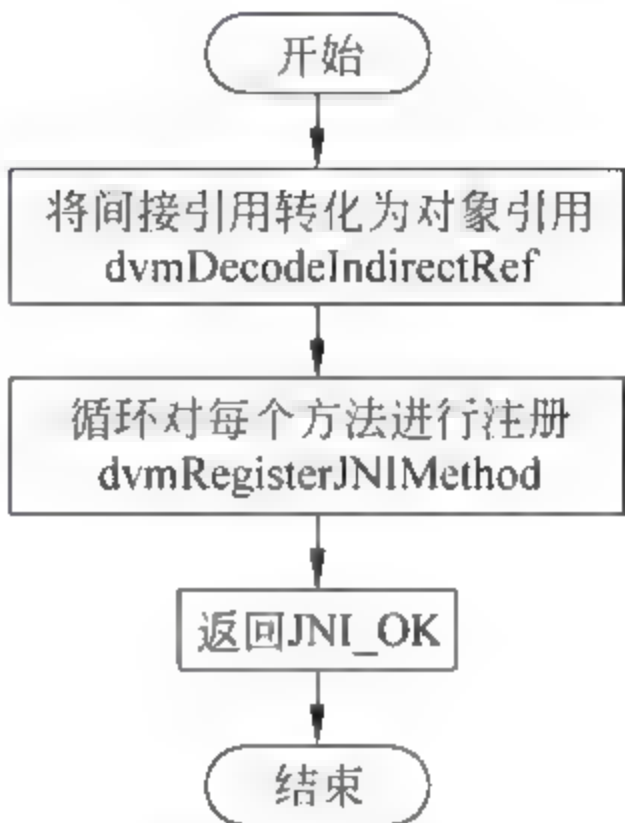 开始
将间接引用转化为对象引用
dvmDecodeIndirectRef
循环对每个方法进行注册
dvmRegisterJNIMethod
返回JNI_OK
结束